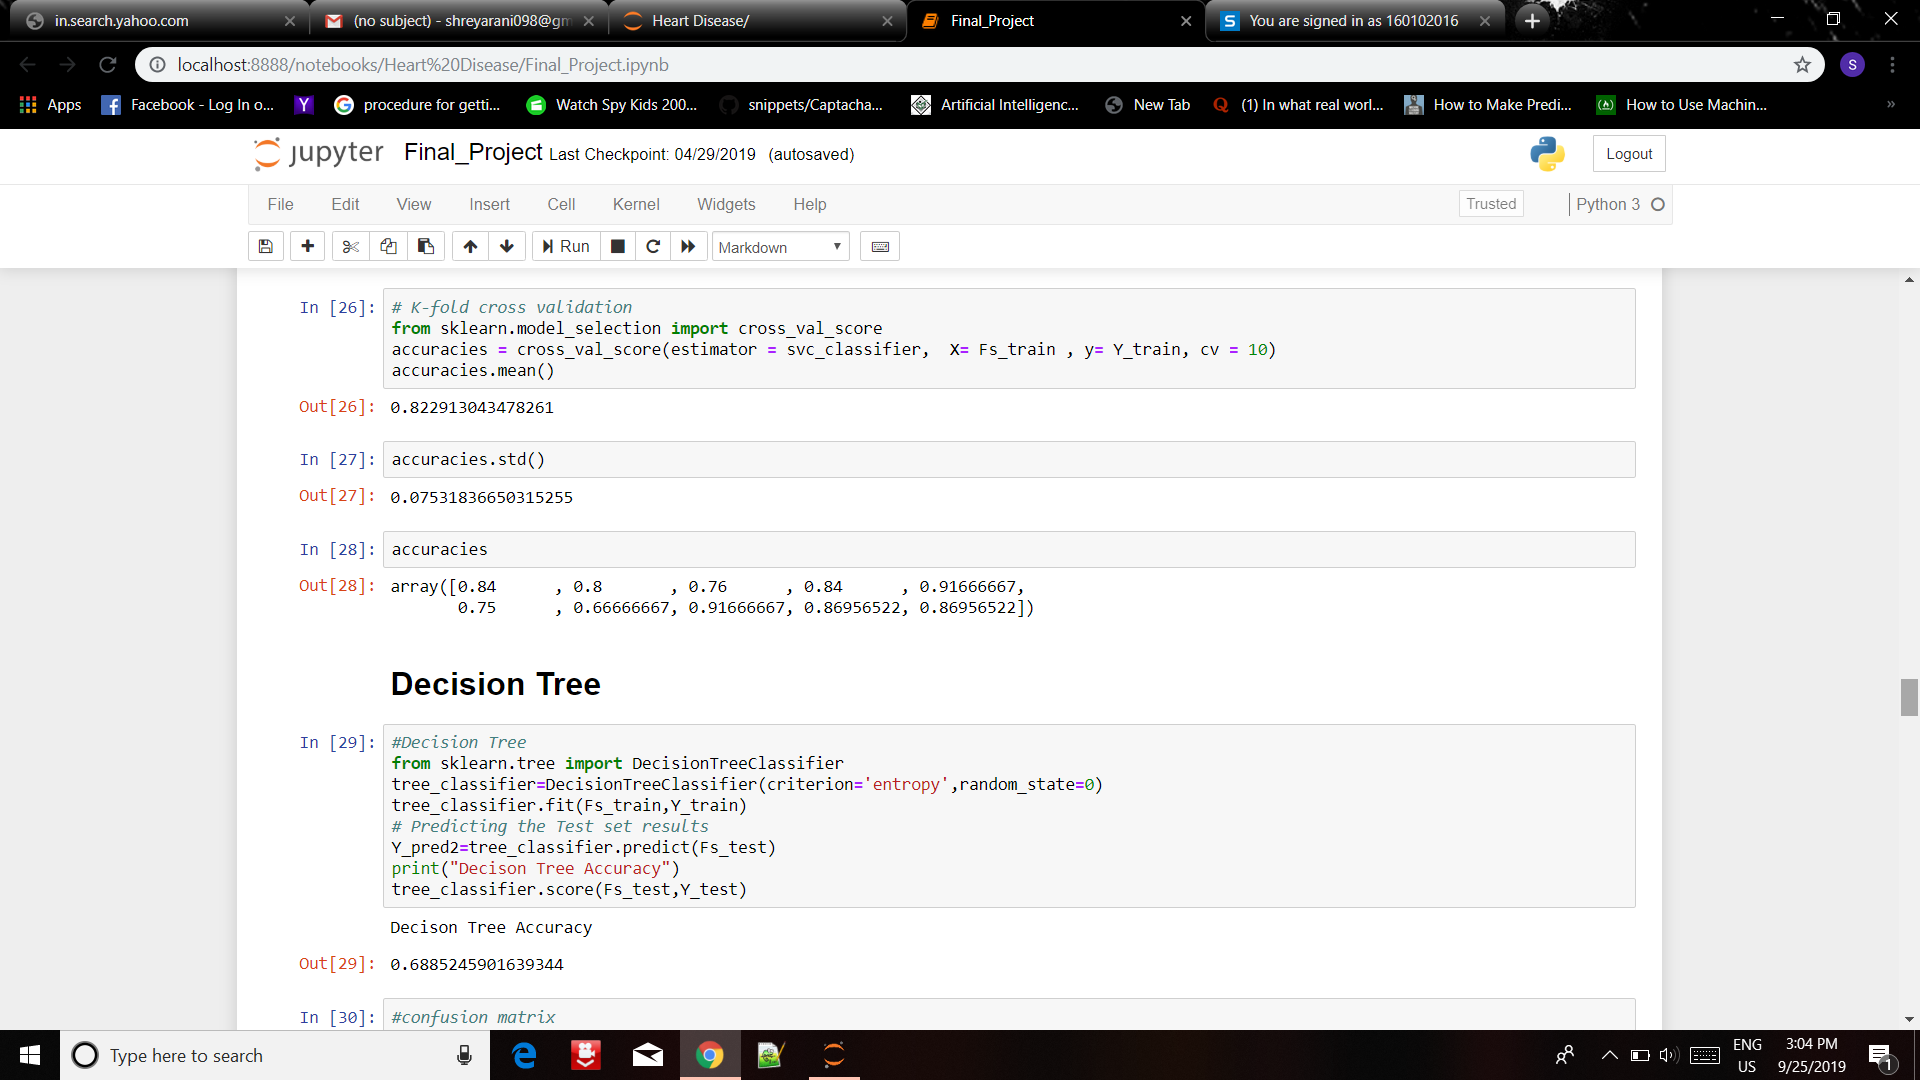 in.search.yahoo.com
(no subject) - shreyarani098@gm
Heart Disease/
Final_Project
You are signed in as 160102016
localhost:8888/notebooks/Heart%20Disease/Final_Project.ipynb
S
Apps
Facebook - Log In o...
procedure for getti...
Watch Spy Kids 200...
snippets/Captacha...
Artificial Intelligenc...
New Tab
(1) In what real worl...
How to Make Predi...
How to Use Machin...
»
jupyter Final_Project Last Checkpoint: 04/29/2019 (autosaved)
Logout
File Edit View Insert Cell Kernel Widgets Help
Trusted
Python 3
Run
Markdown
In [26]: # K-fold cross validation
from sklearn.model_selection import cross_val_score
accuracies = cross_val_score(estimator = svc_classifier,  X= Fs_train , y= Y_train, cv = 10)
accuracies.mean()
Out[26]: 0.822913043478261
In [27]: accuracies.std()
Out[27]: 0.07531836650315255
In [28]: accuracies
Out[28]: array([0.84      , 0.8       , 0.76      , 0.84      , 0.91666667,
0.75      , 0.66666667, 0.91666667, 0.86956522, 0.86956522])
Decision Tree
In [29]: #Decision Tree
from sklearn.tree import DecisionTreeClassifier
tree_classifier=DecisionTreeClassifier(criterion='entropy',random_state=0)
tree_classifier.fit(Fs_train,Y_train)
# Predicting the Test set results
Y_pred2=tree_classifier.predict(Fs_test)
print("Decison Tree Accuracy")
tree_classifier.score(Fs_test,Y_test)
Decison Tree Accuracy
Out[29]: 0.6885245901639344
In [30]: #confusion matrix
Type here to search
ENG
US
3:04 PM
9/25/2019
1